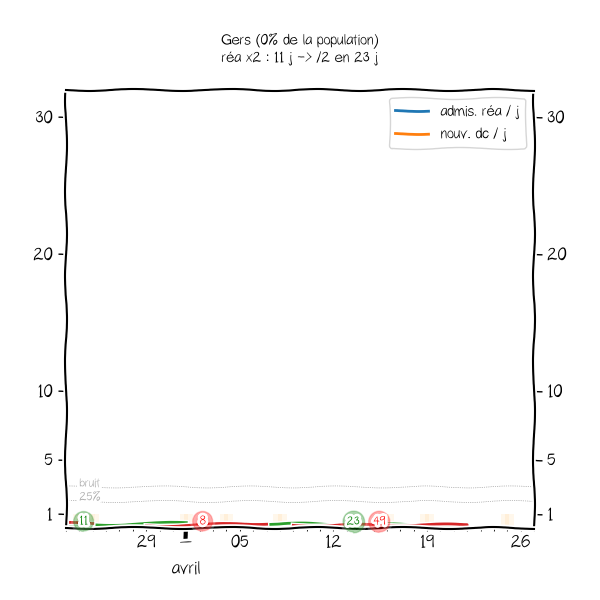 Gers (0% de la population)
réa x2 : 11 j -> /2 en 23 j
admis. réa / j
nouv. dc / j
30 30
20 20
10 10
5 5
bruit
25%
1 1
11 8 23 49
29 1 05 12 19 26
avril